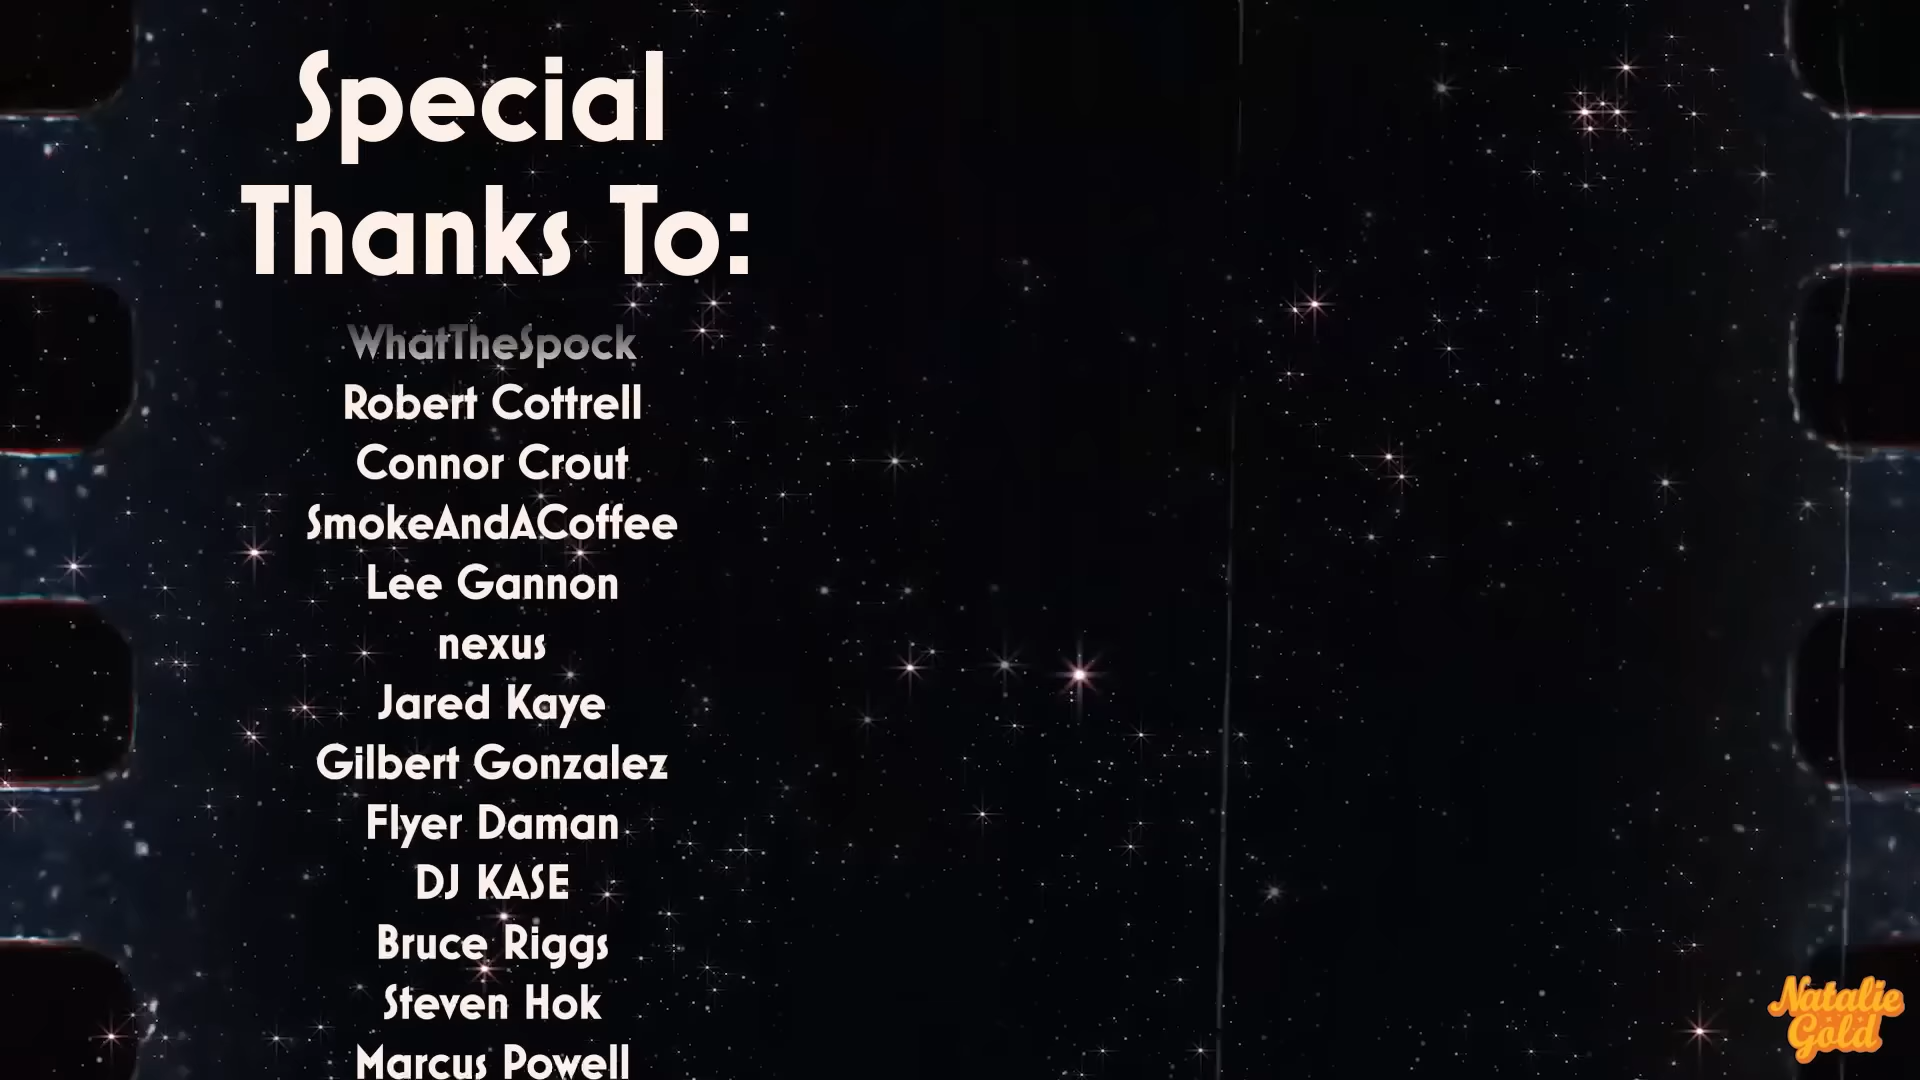 Special
Thanks To:
WhatTheSpock
Robert Cottrell
Connor Crout
SmokeAndACoffee
Lee Gannon
nexus
Jared Kaye
Gilbert Gonzalez
Flyer Daman
DJ KASE
Bruce Riggs
Steven Hok
Marcus Powell
Natalie
Gold